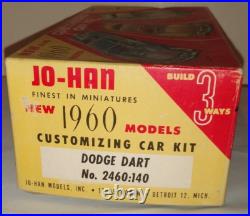 JO-HAN
FINEST IN MINIATURES
NEW 1960 MODELS
CUSTOMIZING CAR KIT
BUILD
3
WAYS
DODGE DART
No. 2460:140
JO-HAN MODELS, INC. DETROIT 12, MICH.